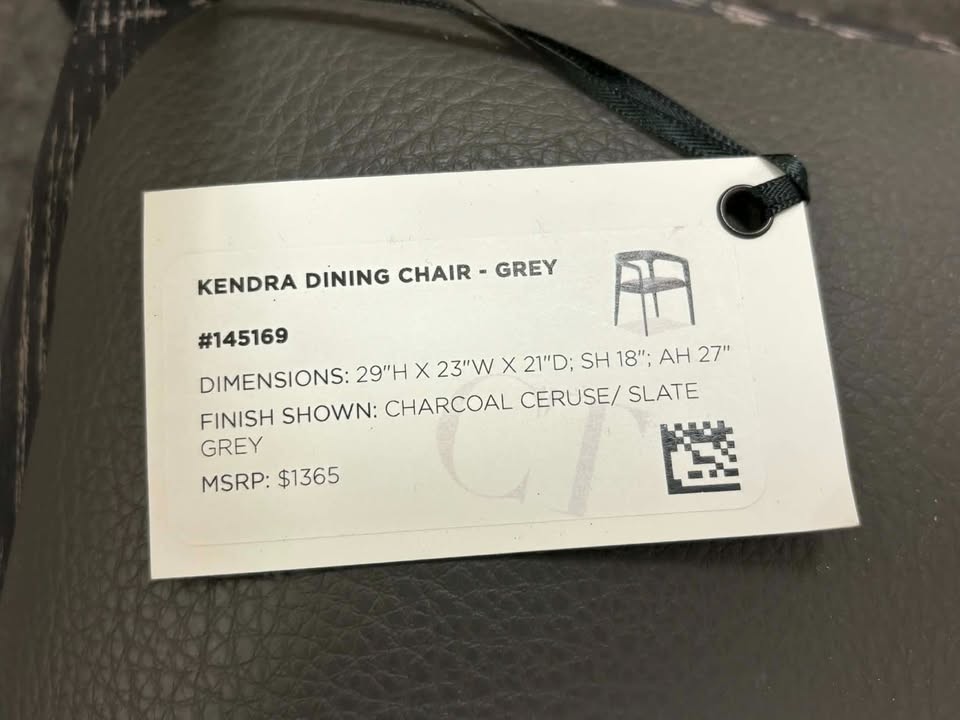 KENDRA DINING CHAIR - GREY
#145169
DIMENSIONS: 29"H X 23"W X 21"D; SH 18"; AH 27"
FINISH SHOWN: CHARCOAL CERUSE/ SLATE
GREY
MSRP: $1365
CT